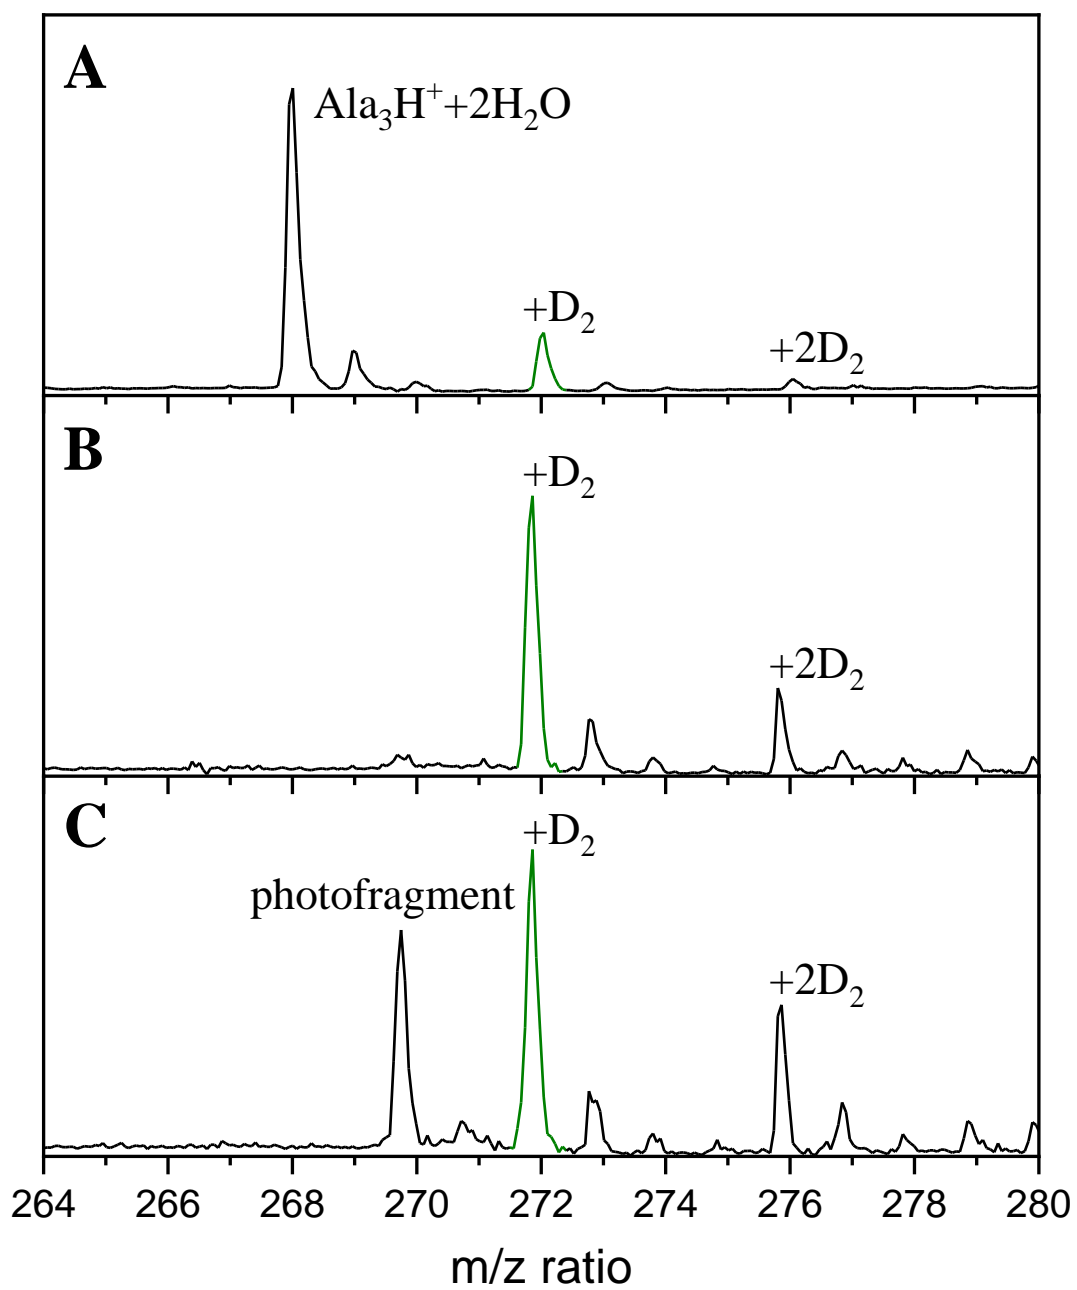 A
Ala₃H⁺+2H₂O
+D₂
+2D₂
B
+D₂
+2D₂
C
+D₂
photofragment
+2D₂
264 266 268 270 272 274 276 278 280
m/z ratio